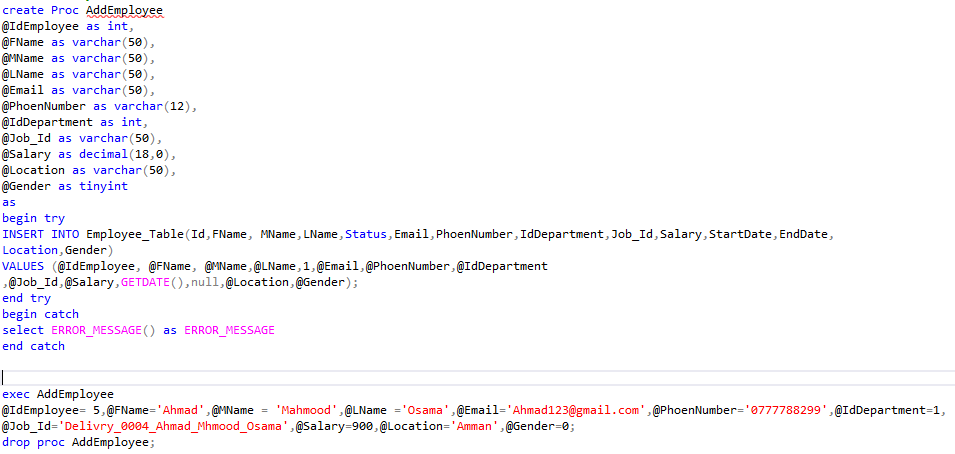 create Proc AddEmployee
@IdEmployee as int,
@FName as varchar(50),
@MName as varchar(50),
@LName as varchar(50),
@Email as varchar(50),
@PhoenNumber as varchar(12),
@IdDepartment as int,
@Job_Id as varchar(50),
@Salary as decimal(18,0),
@Location as varchar(50),
@Gender as tinyint
as
begin try
INSERT INTO Employee_Table(Id,FName, MName,LName,Status,Email,PhoenNumber,IdDepartment,Job_Id,Salary,StartDate,EndDate,
Location,Gender)
VALUES (@IdEmployee, @FName, @MName,@LName,1,@Email,@PhoenNumber,@IdDepartment
,@Job_Id,@Salary,GETDATE(),null,@Location,@Gender);
end try
begin catch
select ERROR_MESSAGE() as ERROR_MESSAGE
end catch
exec AddEmployee
@IdEmployee= 5,@FName='Ahmad',@MName = 'Mahmood',@LName ='Osama',@Email='Ahmad123@gmail.com',@PhoenNumber='0777788299',@IdDepartment=1,
@Job_Id='Delivry_0004_Ahmad_Mhmood_Osama',@Salary=900,@Location='Amman',@Gender=0;
drop proc AddEmployee;